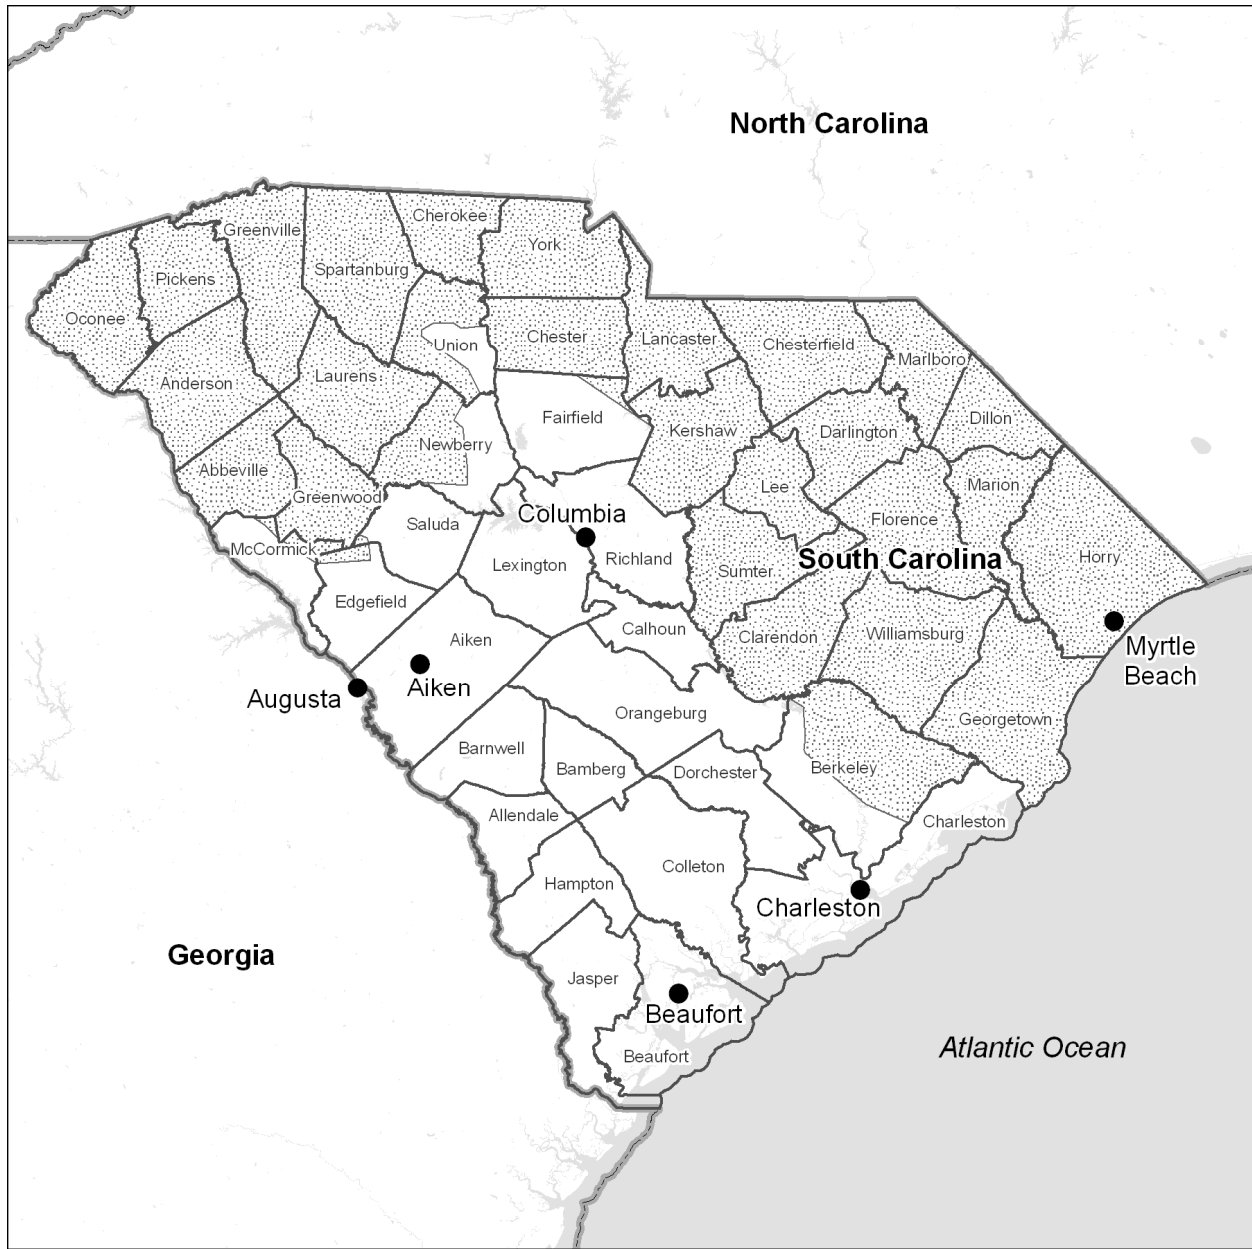 North Carolina
Cherokee
Greenville
York
Spartanburg
Pickens
Oconee
Chester
Lancaster
Union
Chesterfield
Marlboro
Laurens
Anderson
Fairfield
Dillon
Kershaw
Darlington
Newberry
Abbeville
Marion
Lee
Greenwood
Columbia
Saluda
Florence
McCormick
Richland
South Carolina
Horry
Lexington
Sumter
Edgefield
Calhoun
Clarendon
Williamsburg
Aiken
Myrtle
Beach
Aiken
Augusta
Orangeburg
Georgetown
Barnwell
Bamberg
Dorchester
Berkeley
Allendale
Charleston
Colleton
Hampton
Charleston
Georgia
Jasper
Beaufort
Atlantic Ocean
Beaufort